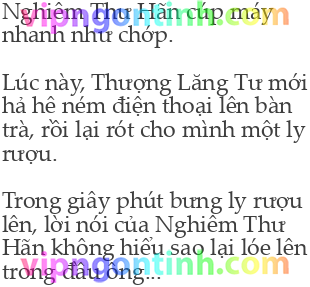 vipngontinh.com
Nghiêm Thư Hãn cúp máy
nhanh như chớp.
Lúc này, Thượng Lăng Tư mới
hả hê ném điện thoại lên bàn
trà, rồi lại rót cho mình một ly
rượu.
Trong giây phút bưng ly rượu
lên, lời nói của Nghiêm Thư
Hãn không hiểu sao lại lóe lên
vipngontinh.com
trong đầu ông...